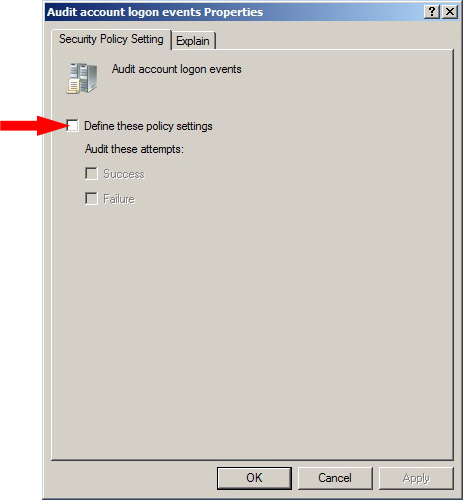 Audit account logon events Properties
Security Policy Setting
Explain
Audit account logon events
Define these policy settings
Audit these attempts:
Success
Failure
OK
Cancel
Apply